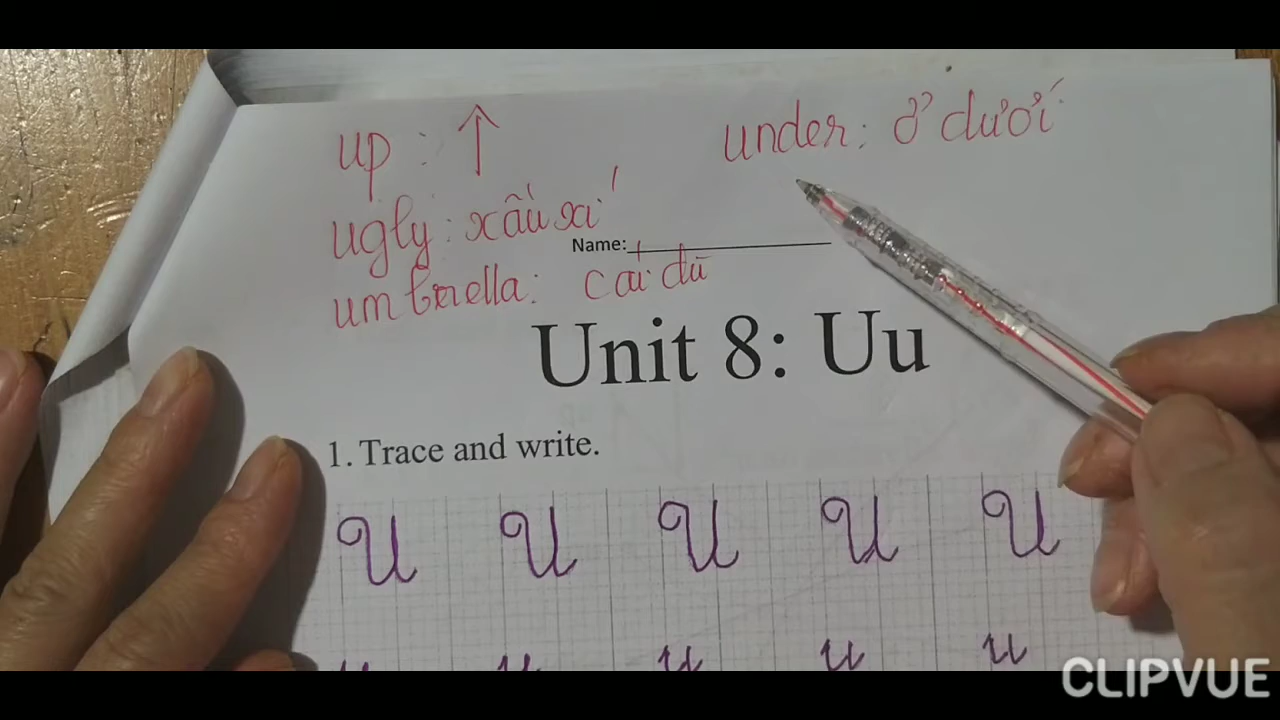 up : ↑
under: ở dưới
ugly: xấu xí
Name:
umbrella: cái dù
Unit 8: Uu
1. Trace and write.
U U U U U
u u u u u
CLIPVUE